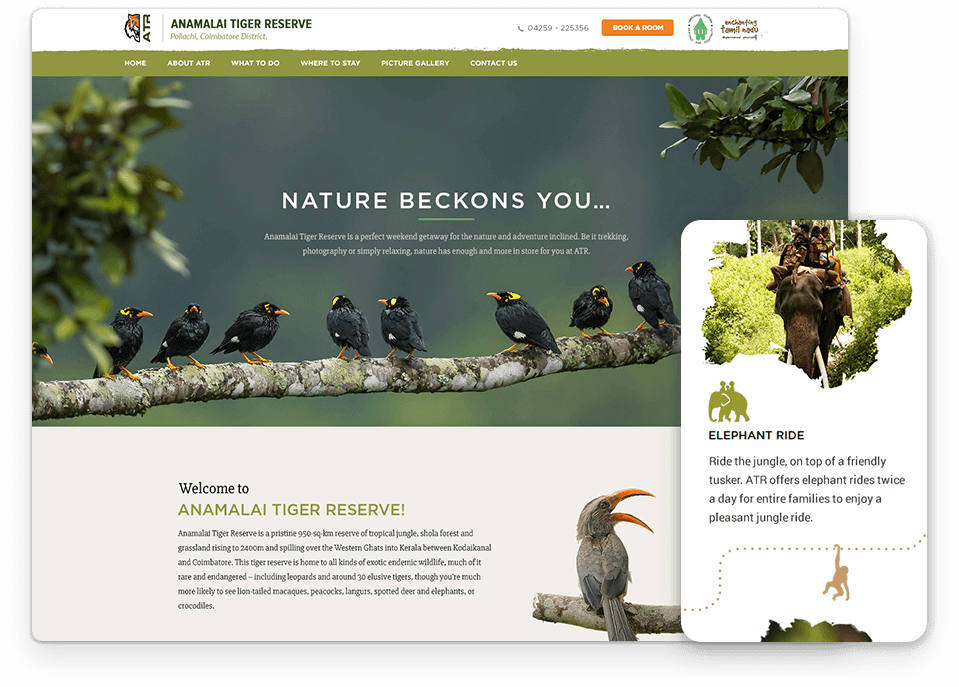 ATR
ANAMALAI TIGER RESERVE
Pollachi, Coimbatore District,
04259 - 225356
BOOK A ROOM
enchanting
tamil nadu
experience yourself
HOME ABOUT ATR WHAT TO DO WHERE TO STAY PICTURE GALLERY CONTACT US
NATURE BECKONS YOU...
Anamalai Tiger Reserve is a perfect weekend getaway for the nature and adventure inclined. Be it trekking,
photography or simply relaxing, nature has enough and more in store for you at ATR.
Welcome to
ANAMALAI TIGER RESERVE!
Anamalai Tiger Reserve is a pristine 950-sq-km reserve of tropical jungle, shola forest and
grassland rising to 2400m and spilling over the Western Ghats into Kerala between Kodaikanal
and Coimbatore. This tiger reserve is home to all kinds of exotic endemic wildlife, much of it
rare and endangered – including leopards and around 30 elusive tigers, though you're much
more likely to see lion-tailed macaques, peacocks, langurs, spotted deer and elephants, or
crocodiles.
ELEPHANT RIDE
Ride the jungle, on top of a friendly
tusker. ATR offers elephant rides twice
a day for entire families to enjoy a
pleasant jungle ride.